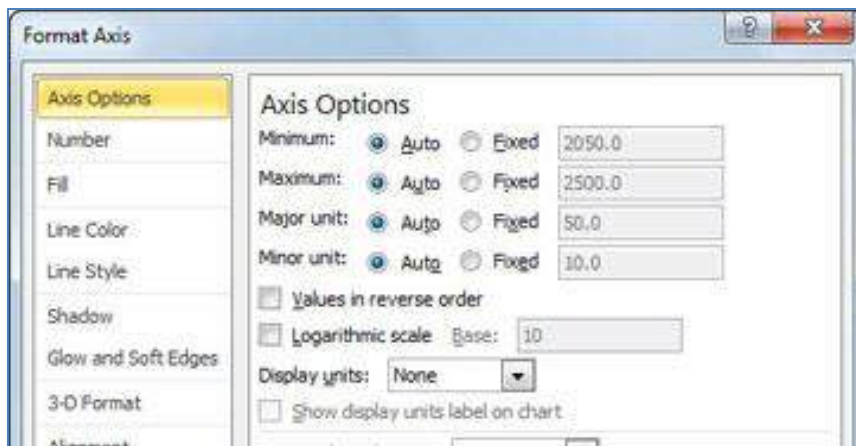 Format Axis
Axis Options
Number
Fill
Line Color
Line Style
Shadow
Glow and Soft Edges
3-D Format
Alignment
Axis Options
Minimum: Auto Fixed 2050.0
Maximum: Auto Fixed 2500.0
Major unit: Auto Fixed 50.0
Minor unit: Auto Fixed 10.0
Values in reverse order
Logarithmic scale Base: 10
Display units: None
Show display units label on chart